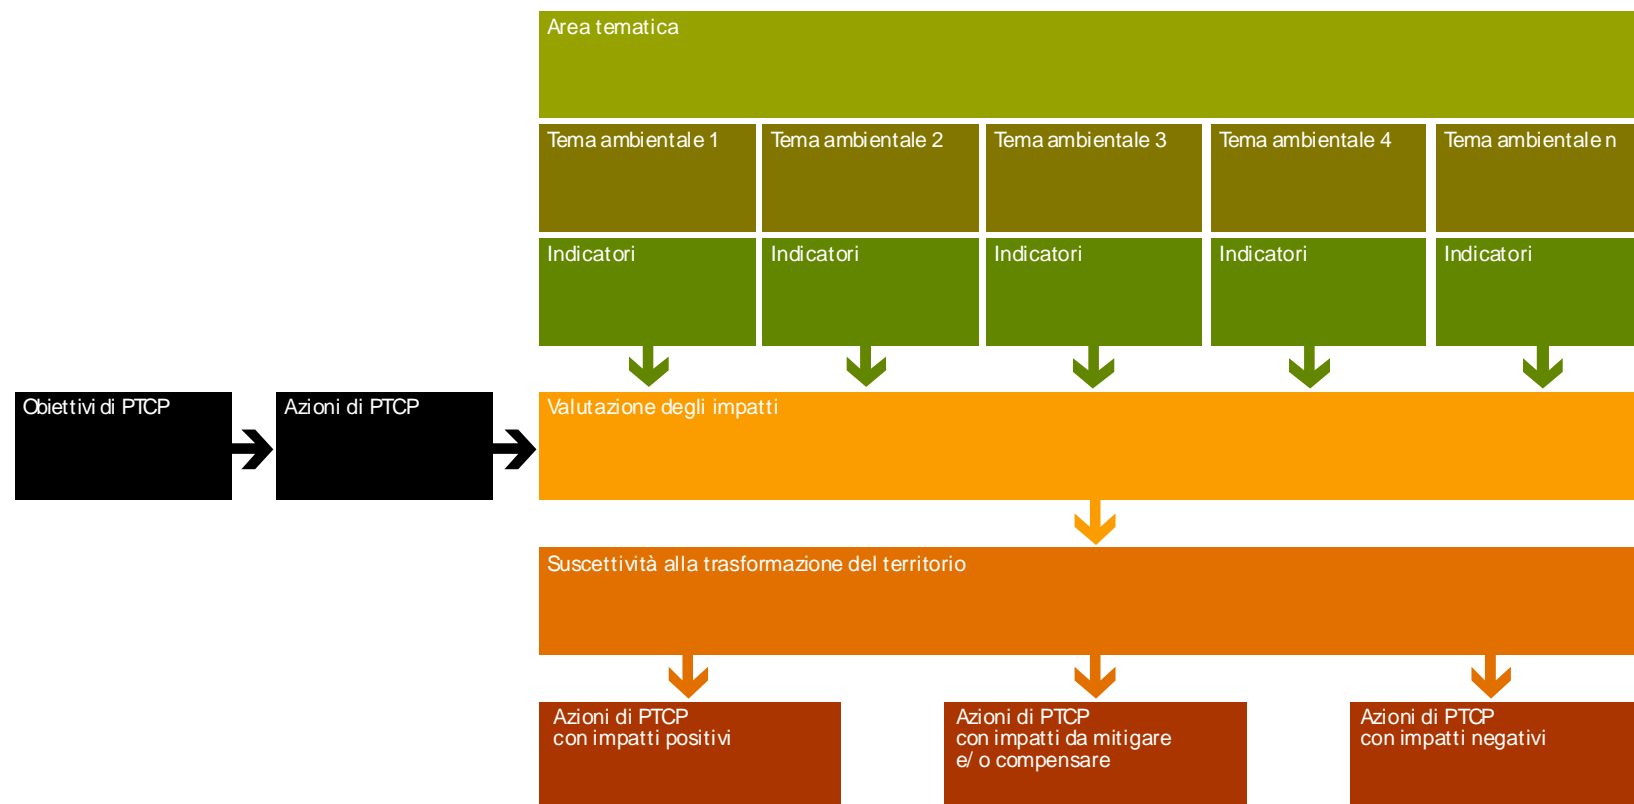 Area tematica
Tema ambientale 1
Tema ambientale 2
Tema ambientale 3
Tema ambientale 4
Tema ambientale n
Indicatori
Indicatori
Indicatori
Indicatori
Indicatori
Obiettivi di PTCP
Azioni di PTCP
Valutazione degli impatti
Suscettività alla trasformazione del territorio
Azioni di PTCP
con impatti positivi
Azioni di PTCP
con impatti da mitigare
e/ o compensare
Azioni di PTCP
con impatti negativi